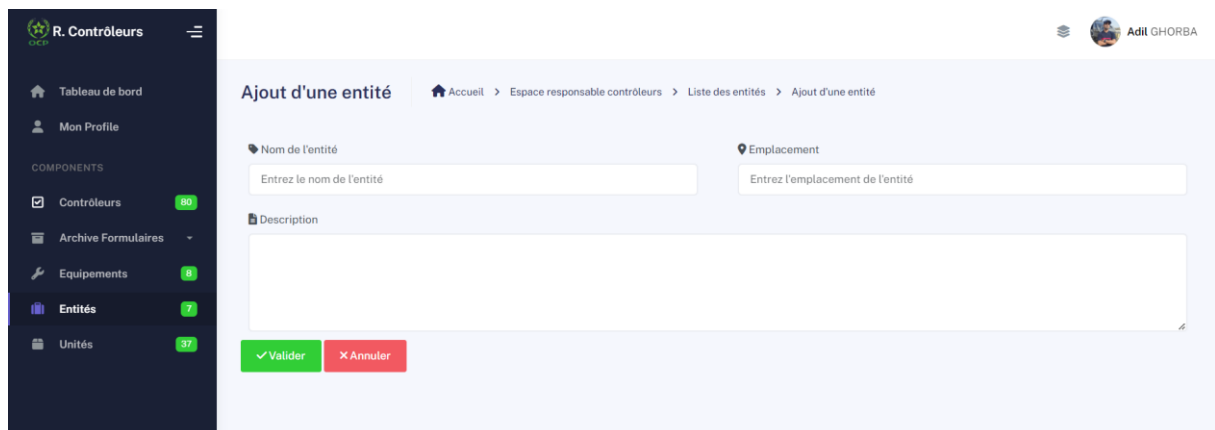 OCP
R. Contrôleurs
Adil GHORBA
Tableau de bord
Mon Profile
COMPONENTS
Contrôleurs 80
Archive Formulaires
Equipements 8
Entités 7
Unités 37
Ajout d'une entité
Accueil > Espace responsable contrôleurs > Liste des entités > Ajout d'une entité
Nom de l'entité
Entrez le nom de l'entité
Emplacement
Entrez l'emplacement de l'entité
Description
Valider
Annuler